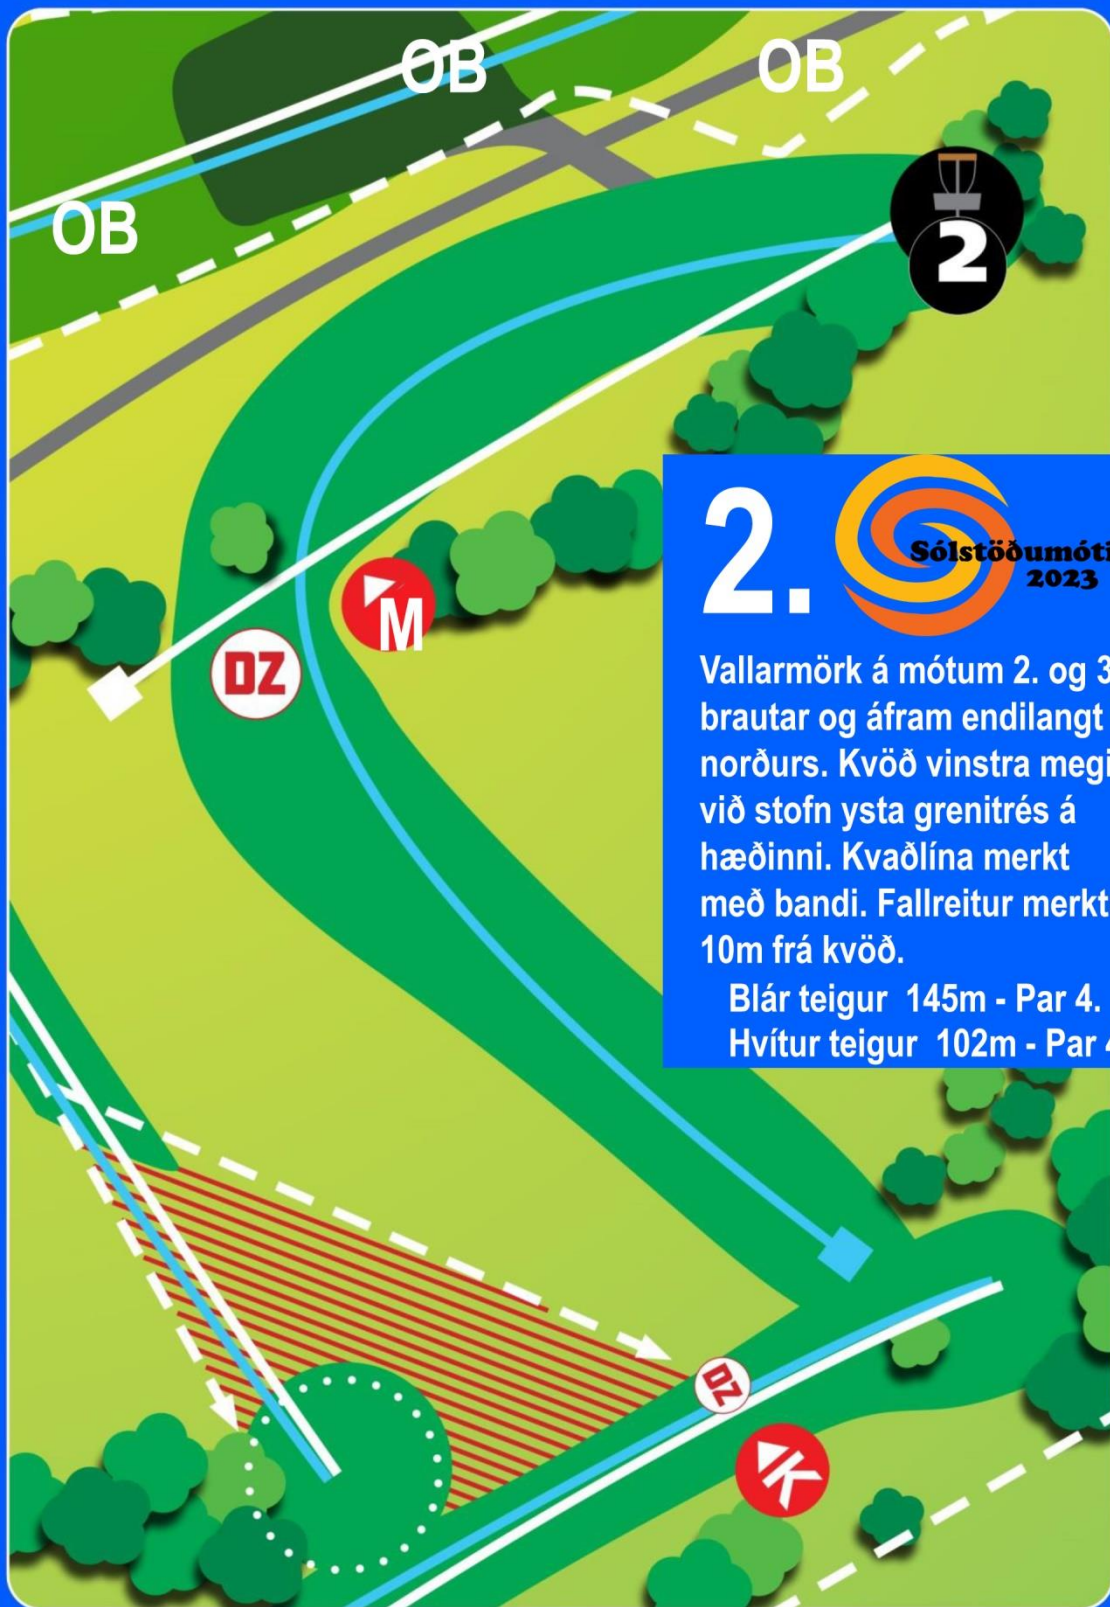 OB
OB
OB
2
M
DZ
2.
Sólstöðumóti
2023
Vallarmörk á mótum 2. og 3
brautar og áfram endilangt
norðurs. Kvöð vinstra megi
við stofn ysta grenitrés á
hæðinni. Kvaðlína merkt
með bandi. Fallreitur merkt
10m frá kvöð.
Blár teigur 145m - Par 4.
Hvítur teigur 102m - Par 4
DZ
K